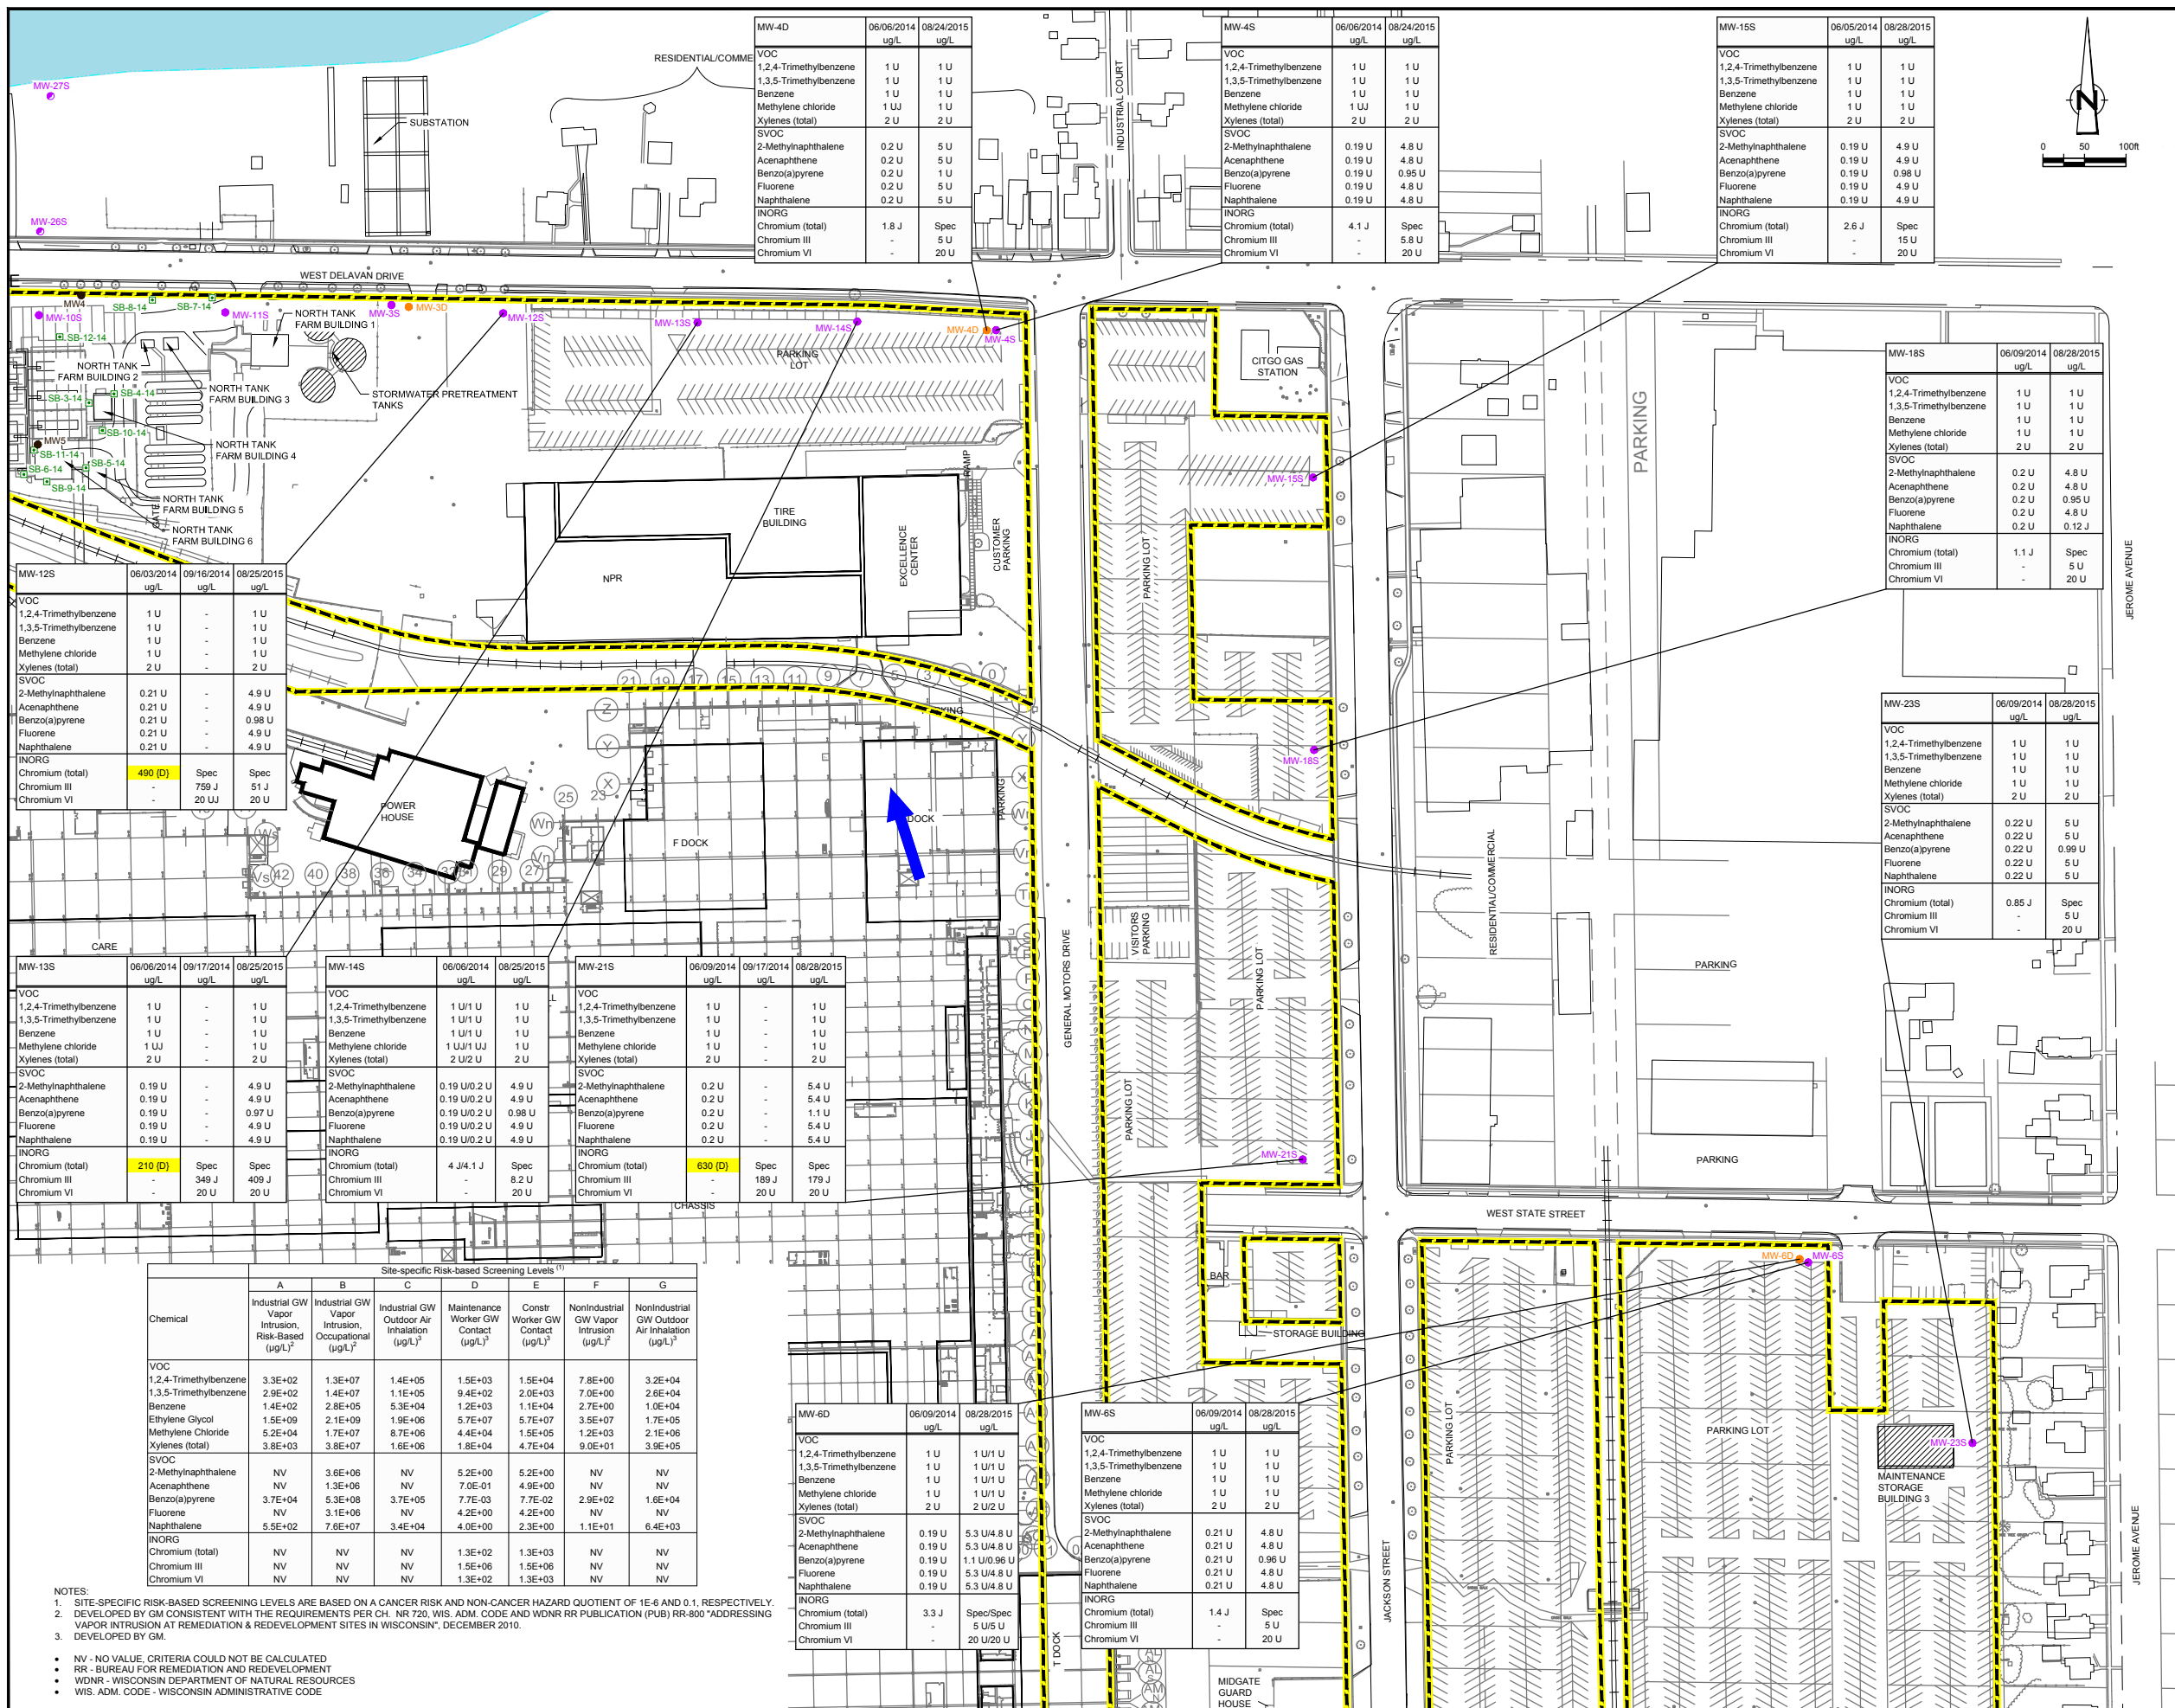 MW-4D 06/06/2014 08/24/2015
ug/L ug/L
VOC
1,2,4-Trimethylbenzene 1 U 1 U
1,3,5-Trimethylbenzene 1 U 1 U
Benzene 1 U 1 U
Methylene chloride 1 UJ 1 U
Xylenes (total) 2 U 2 U
SVOC
2-Methylnaphthalene 0.2 U 5 U
Acenaphthene 0.2 U 5 U
Benzo(a)pyrene 0.2 U 1 U
Fluorene 0.2 U 5 U
Naphthalene 0.2 U 5 U
INORG
Chromium (total) 1.8 J Spec
Chromium III - 5 U
Chromium VI - 20 U
MW-4S 06/06/2014 08/24/2015
ug/L ug/L
VOC
1,2,4-Trimethylbenzene 1 U 1 U
1,3,5-Trimethylbenzene 1 U 1 U
Benzene 1 U 1 U
Methylene chloride 1 UJ 1 U
Xylenes (total) 2 U 2 U
SVOC
2-Methylnaphthalene 0.19 U 4.8 U
Acenaphthene 0.19 U 4.8 U
Benzo(a)pyrene 0.19 U 0.95 U
Fluorene 0.19 U 4.8 U
Naphthalene 0.19 U 4.8 U
INORG
Chromium (total) 4.1 J Spec
Chromium III - 5.8 U
Chromium VI - 20 U
MW-15S 06/05/2014 08/28/2015
ug/L ug/L
VOC
1,2,4-Trimethylbenzene 1 U 1 U
1,3,5-Trimethylbenzene 1 U 1 U
Benzene 1 U 1 U
Methylene chloride 1 U 1 U
Xylenes (total) 2 U 2 U
SVOC
2-Methylnaphthalene 0.19 U 4.9 U
Acenaphthene 0.19 U 4.9 U
Benzo(a)pyrene 0.19 U 0.98 U
Fluorene 0.19 U 4.9 U
Naphthalene 0.19 U 4.9 U
INORG
Chromium (total) 2.6 J Spec
Chromium III - 15 U
Chromium VI - 20 U
N
0 50 100ft
RESIDENTIAL/COMME
MW-27S
SUBSTATION
INDUSTRIAL COURT
MW-26S
WEST DELAVAN DRIVE
MW4
SB-8-14
SB-7-14
MW-10S
MW-11S
MW-3S
MW-3D
MW-12S
MW-13S
MW-14S
MW-4D
MW-4S
NORTH TANK
FARM BUILDING 1
SB-12-14
NORTH TANK
FARM BUILDING 2
NORTH TANK
FARM BUILDING 3
STORMWATER PRETREATMENT
TANKS
SB-3-14
SB-4-14
SB-10-14
NORTH TANK
FARM BUILDING 4
MW5
SB-11-14
SB-6-14
SB-5-14
SB-9-14
NORTH TANK
FARM BUILDING 5
GATE
NORTH TANK
FARM BUILDING 6
PARKING
LOT
CITGO GAS
STATION
PARKING
MW-15S
RAMP
TIRE
BUILDING
NPR
EXCELLENCE
CENTER
CUSTOMER
PARKING
PARKING LOT
JEROME AVENUE
MW-18S 06/09/2014 08/28/2015
ug/L ug/L
VOC
1,2,4-Trimethylbenzene 1 U 1 U
1,3,5-Trimethylbenzene 1 U 1 U
Benzene 1 U 1 U
Methylene chloride 1 U 1 U
Xylenes (total) 2 U 2 U
SVOC
2-Methylnaphthalene 0.2 U 4.8 U
Acenaphthene 0.2 U 4.8 U
Benzo(a)pyrene 0.2 U 0.95 U
Fluorene 0.2 U 4.8 U
Naphthalene 0.2 U 0.12 J
INORG
Chromium (total) 1.1 J Spec
Chromium III - 5 U
Chromium VI - 20 U
MW-12S 06/03/2014 09/16/2014 08/25/2015
ug/L ug/L ug/L
VOC
1,2,4-Trimethylbenzene 1 U - 1 U
1,3,5-Trimethylbenzene 1 U - 1 U
Benzene 1 U - 1 U
Methylene chloride 1 U - 1 U
Xylenes (total) 2 U - 2 U
SVOC
2-Methylnaphthalene 0.21 U - 4.9 U
Acenaphthene 0.21 U - 4.9 U
Benzo(a)pyrene 0.21 U - 0.98 U
Fluorene 0.21 U - 4.9 U
Naphthalene 0.21 U - 4.9 U
INORG
Chromium (total) 490 {D} Spec Spec
Chromium III - 759 J 51 J
Chromium VI - 20 UJ 20 U
21 19 17 15 13 11 9 7 5 3 0
Z
Y
X
25 23
Wn
Vn
Ws
Vs 42 40 38 36 34 29 27
POWER
HOUSE
F DOCK
DOCK
PARKING
MW-18S
MW-23S 06/09/2014 08/28/2015
ug/L ug/L
VOC
1,2,4-Trimethylbenzene 1 U 1 U
1,3,5-Trimethylbenzene 1 U 1 U
Benzene 1 U 1 U
Methylene chloride 1 U 1 U
Xylenes (total) 2 U 2 U
SVOC
2-Methylnaphthalene 0.22 U 5 U
Acenaphthene 0.22 U 5 U
Benzo(a)pyrene 0.22 U 0.99 U
Fluorene 0.22 U 5 U
Naphthalene 0.22 U 5 U
INORG
Chromium (total) 0.85 J Spec
Chromium III - 5 U
Chromium VI - 20 U
CARE
RESIDENTIAL/COMMERCIAL
VISITORS
PARKING
PARKING LOT
GENERAL MOTORS DRIVE
PARKING
PARKING LOT
MW-21S
PARKING
MW-13S 06/06/2014 09/17/2014 08/25/2015
ug/L ug/L ug/L
VOC
1,2,4-Trimethylbenzene 1 U - 1 U
1,3,5-Trimethylbenzene 1 U - 1 U
Benzene 1 U - 1 U
Methylene chloride 1 UJ - 1 U
Xylenes (total) 2 U - 2 U
SVOC
2-Methylnaphthalene 0.19 U - 4.9 U
Acenaphthene 0.19 U - 4.9 U
Benzo(a)pyrene 0.19 U - 0.97 U
Fluorene 0.19 U - 4.9 U
Naphthalene 0.19 U - 4.9 U
INORG
Chromium (total) 210 {D} Spec Spec
Chromium III - 349 J 409 J
Chromium VI - 20 U 20 U
MW-14S 06/06/2014 08/25/2015
ug/L ug/L
VOC
1,2,4-Trimethylbenzene 1 U/1 U 1 U
1,3,5-Trimethylbenzene 1 U/1 U 1 U
Benzene 1 U/1 U 1 U
Methylene chloride 1 UJ/1 UJ 1 U
Xylenes (total) 2 U/2 U 2 U
SVOC
2-Methylnaphthalene 0.19 U/0.2 U 4.9 U
Acenaphthene 0.19 U/0.2 U 4.9 U
Benzo(a)pyrene 0.19 U/0.2 U 0.98 U
Fluorene 0.19 U/0.2 U 4.9 U
Naphthalene 0.19 U/0.2 U 4.9 U
INORG
Chromium (total) 4 J/4.1 J Spec
Chromium III - 8.2 U
Chromium VI - 20 U
MW-21S 06/09/2014 09/17/2014 08/28/2015
ug/L ug/L ug/L
VOC
1,2,4-Trimethylbenzene 1 U - 1 U
1,3,5-Trimethylbenzene 1 U - 1 U
Benzene 1 U - 1 U
Methylene chloride 1 U - 1 U
Xylenes (total) 2 U - 2 U
SVOC
2-Methylnaphthalene 0.2 U - 5.4 U
Acenaphthene 0.2 U - 5.4 U
Benzo(a)pyrene 0.2 U - 1.1 U
Fluorene 0.2 U - 5.4 U
Naphthalene 0.2 U - 5.4 U
INORG
Chromium (total) 630 {D} Spec Spec
Chromium III - 189 J 179 J
Chromium VI - 20 U 20 U
CHASSIS
WEST STATE STREET
MW-6D
MW-6S
BAR
STORAGE BUILDING
Site-specific Risk-based Screening Levels (1)
A B C D E F G
Chemical
Industrial GW Vapor Intrusion, Risk-Based (µg/L)2
Industrial GW Vapor Intrusion, Occupational (µg/L)2
Industrial GW Outdoor Air Inhalation (µg/L)3
Maintenance Worker GW Contact (µg/L)3
Constr Worker GW Contact (µg/L)3
NonIndustrial GW Vapor Intrusion (µg/L)2
NonIndustrial GW Outdoor Air Inhalation (µg/L)3
VOC
1,2,4-Trimethylbenzene 3.3E+02 1.3E+07 1.4E+05 1.5E+03 1.5E+04 7.8E+00 3.2E+04
1,3,5-Trimethylbenzene 2.9E+02 1.4E+07 1.1E+05 9.4E+02 2.0E+03 7.0E+00 2.6E+04
Benzene 1.4E+02 2.8E+05 5.3E+04 1.2E+03 1.1E+04 2.7E+00 1.0E+04
Ethylene Glycol 1.5E+09 2.1E+09 1.9E+06 5.7E+07 5.7E+07 3.5E+07 1.7E+05
Methylene Chloride 5.2E+04 1.7E+07 8.7E+06 4.4E+04 1.5E+05 1.2E+03 2.1E+06
Xylenes (total) 3.8E+03 3.8E+07 1.6E+06 1.8E+04 4.7E+04 9.0E+01 3.9E+05
SVOC
2-Methylnaphthalene NV 3.6E+06 NV 5.2E+00 5.2E+00 NV NV
Acenaphthene NV 1.3E+06 NV 7.0E-01 4.9E+00 NV NV
Benzo(a)pyrene 3.7E+04 5.3E+08 3.7E+05 7.7E-03 7.7E-02 2.9E+02 1.6E+04
Fluorene NV 3.1E+06 NV 4.2E+00 4.2E+00 NV NV
Naphthalene 5.5E+02 7.6E+07 3.4E+04 4.0E+00 2.3E+00 1.1E+01 6.4E+03
INORG
Chromium (total) NV NV NV 1.3E+02 1.3E+03 NV NV
Chromium III NV NV NV 1.5E+06 1.5E+06 NV NV
Chromium VI NV NV NV 1.3E+02 1.3E+03 NV NV
MW-6D 06/09/2014 08/28/2015
ug/L ug/L
VOC
1,2,4-Trimethylbenzene 1 U 1 U/1 U
1,3,5-Trimethylbenzene 1 U 1 U/1 U
Benzene 1 U 1 U/1 U
Methylene chloride 1 U 1 U/1 U
Xylenes (total) 2 U 2 U/2 U
SVOC
2-Methylnaphthalene 0.19 U 5.3 U/4.8 U
Acenaphthene 0.19 U 5.3 U/4.8 U
Benzo(a)pyrene 0.19 U 1.1 U/0.96 U
Fluorene 0.19 U 5.3 U/4.8 U
Naphthalene 0.19 U 5.3 U/4.8 U
INORG
Chromium (total) 3.3 J Spec/Spec
Chromium III - 5 U/5 U
Chromium VI - 20 U/20 U
MW-6S 06/09/2014 08/28/2015
ug/L ug/L
VOC
1,2,4-Trimethylbenzene 1 U 1 U
1,3,5-Trimethylbenzene 1 U 1 U
Benzene 1 U 1 U
Methylene chloride 1 U 1 U
Xylenes (total) 2 U 2 U
SVOC
2-Methylnaphthalene 0.21 U 4.8 U
Acenaphthene 0.21 U 4.8 U
Benzo(a)pyrene 0.21 U 0.96 U
Fluorene 0.21 U 4.8 U
Naphthalene 0.21 U 4.8 U
INORG
Chromium (total) 1.4 J Spec
Chromium III - 5 U
Chromium VI - 20 U
PARKING LOT
PARKING LOT
MW-23S
MAINTENANCE
STORAGE
BUILDING 3
JACKSON STREET
JEROME AVENUE
T DOCK
MIDGATE
GUARD
HOUSE
NOTES:
1. SITE-SPECIFIC RISK-BASED SCREENING LEVELS ARE BASED ON A CANCER RISK AND NON-CANCER HAZARD QUOTIENT OF 1E-6 AND 0.1, RESPECTIVELY.
2. DEVELOPED BY GM CONSISTENT WITH THE REQUIREMENTS PER CH. NR 720, WIS. ADM. CODE AND WDNR RR PUBLICATION (PUB) RR-800 "ADDRESSING
VAPOR INTRUSION AT REMEDIATION & REDEVELOPMENT SITES IN WISCONSIN", DECEMBER 2010.
3. DEVELOPED BY GM.
• NV - NO VALUE, CRITERIA COULD NOT BE CALCULATED
• RR - BUREAU FOR REMEDIATION AND REDEVELOPMENT
• WDNR - WISCONSIN DEPARTMENT OF NATURAL RESOURCES
• WIS. ADM. CODE - WISCONSIN ADMINISTRATIVE CODE